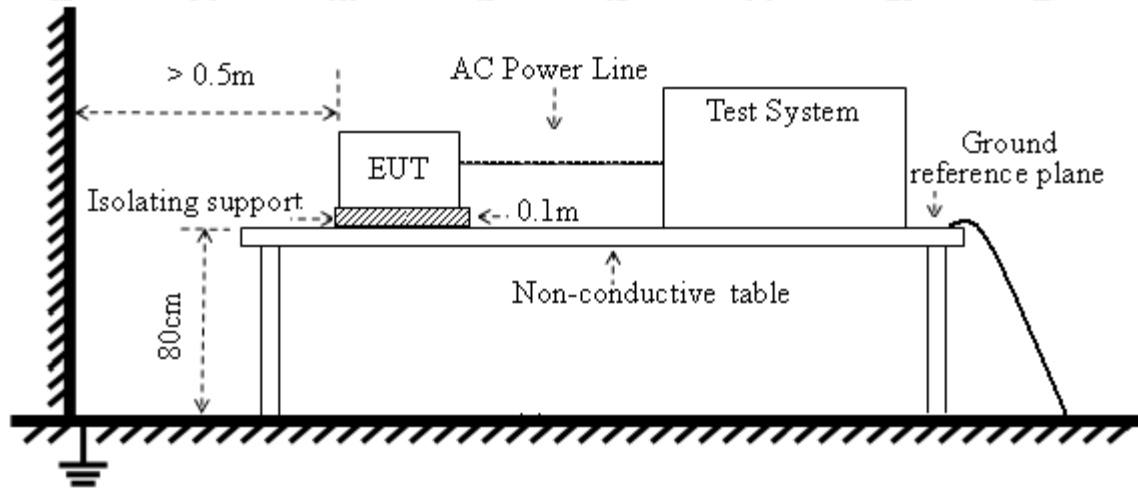 > 0.5m
AC Power Line
Test System
EUT
Ground
reference plane
Isolating support
0.1m
Non-conductive table
80cm